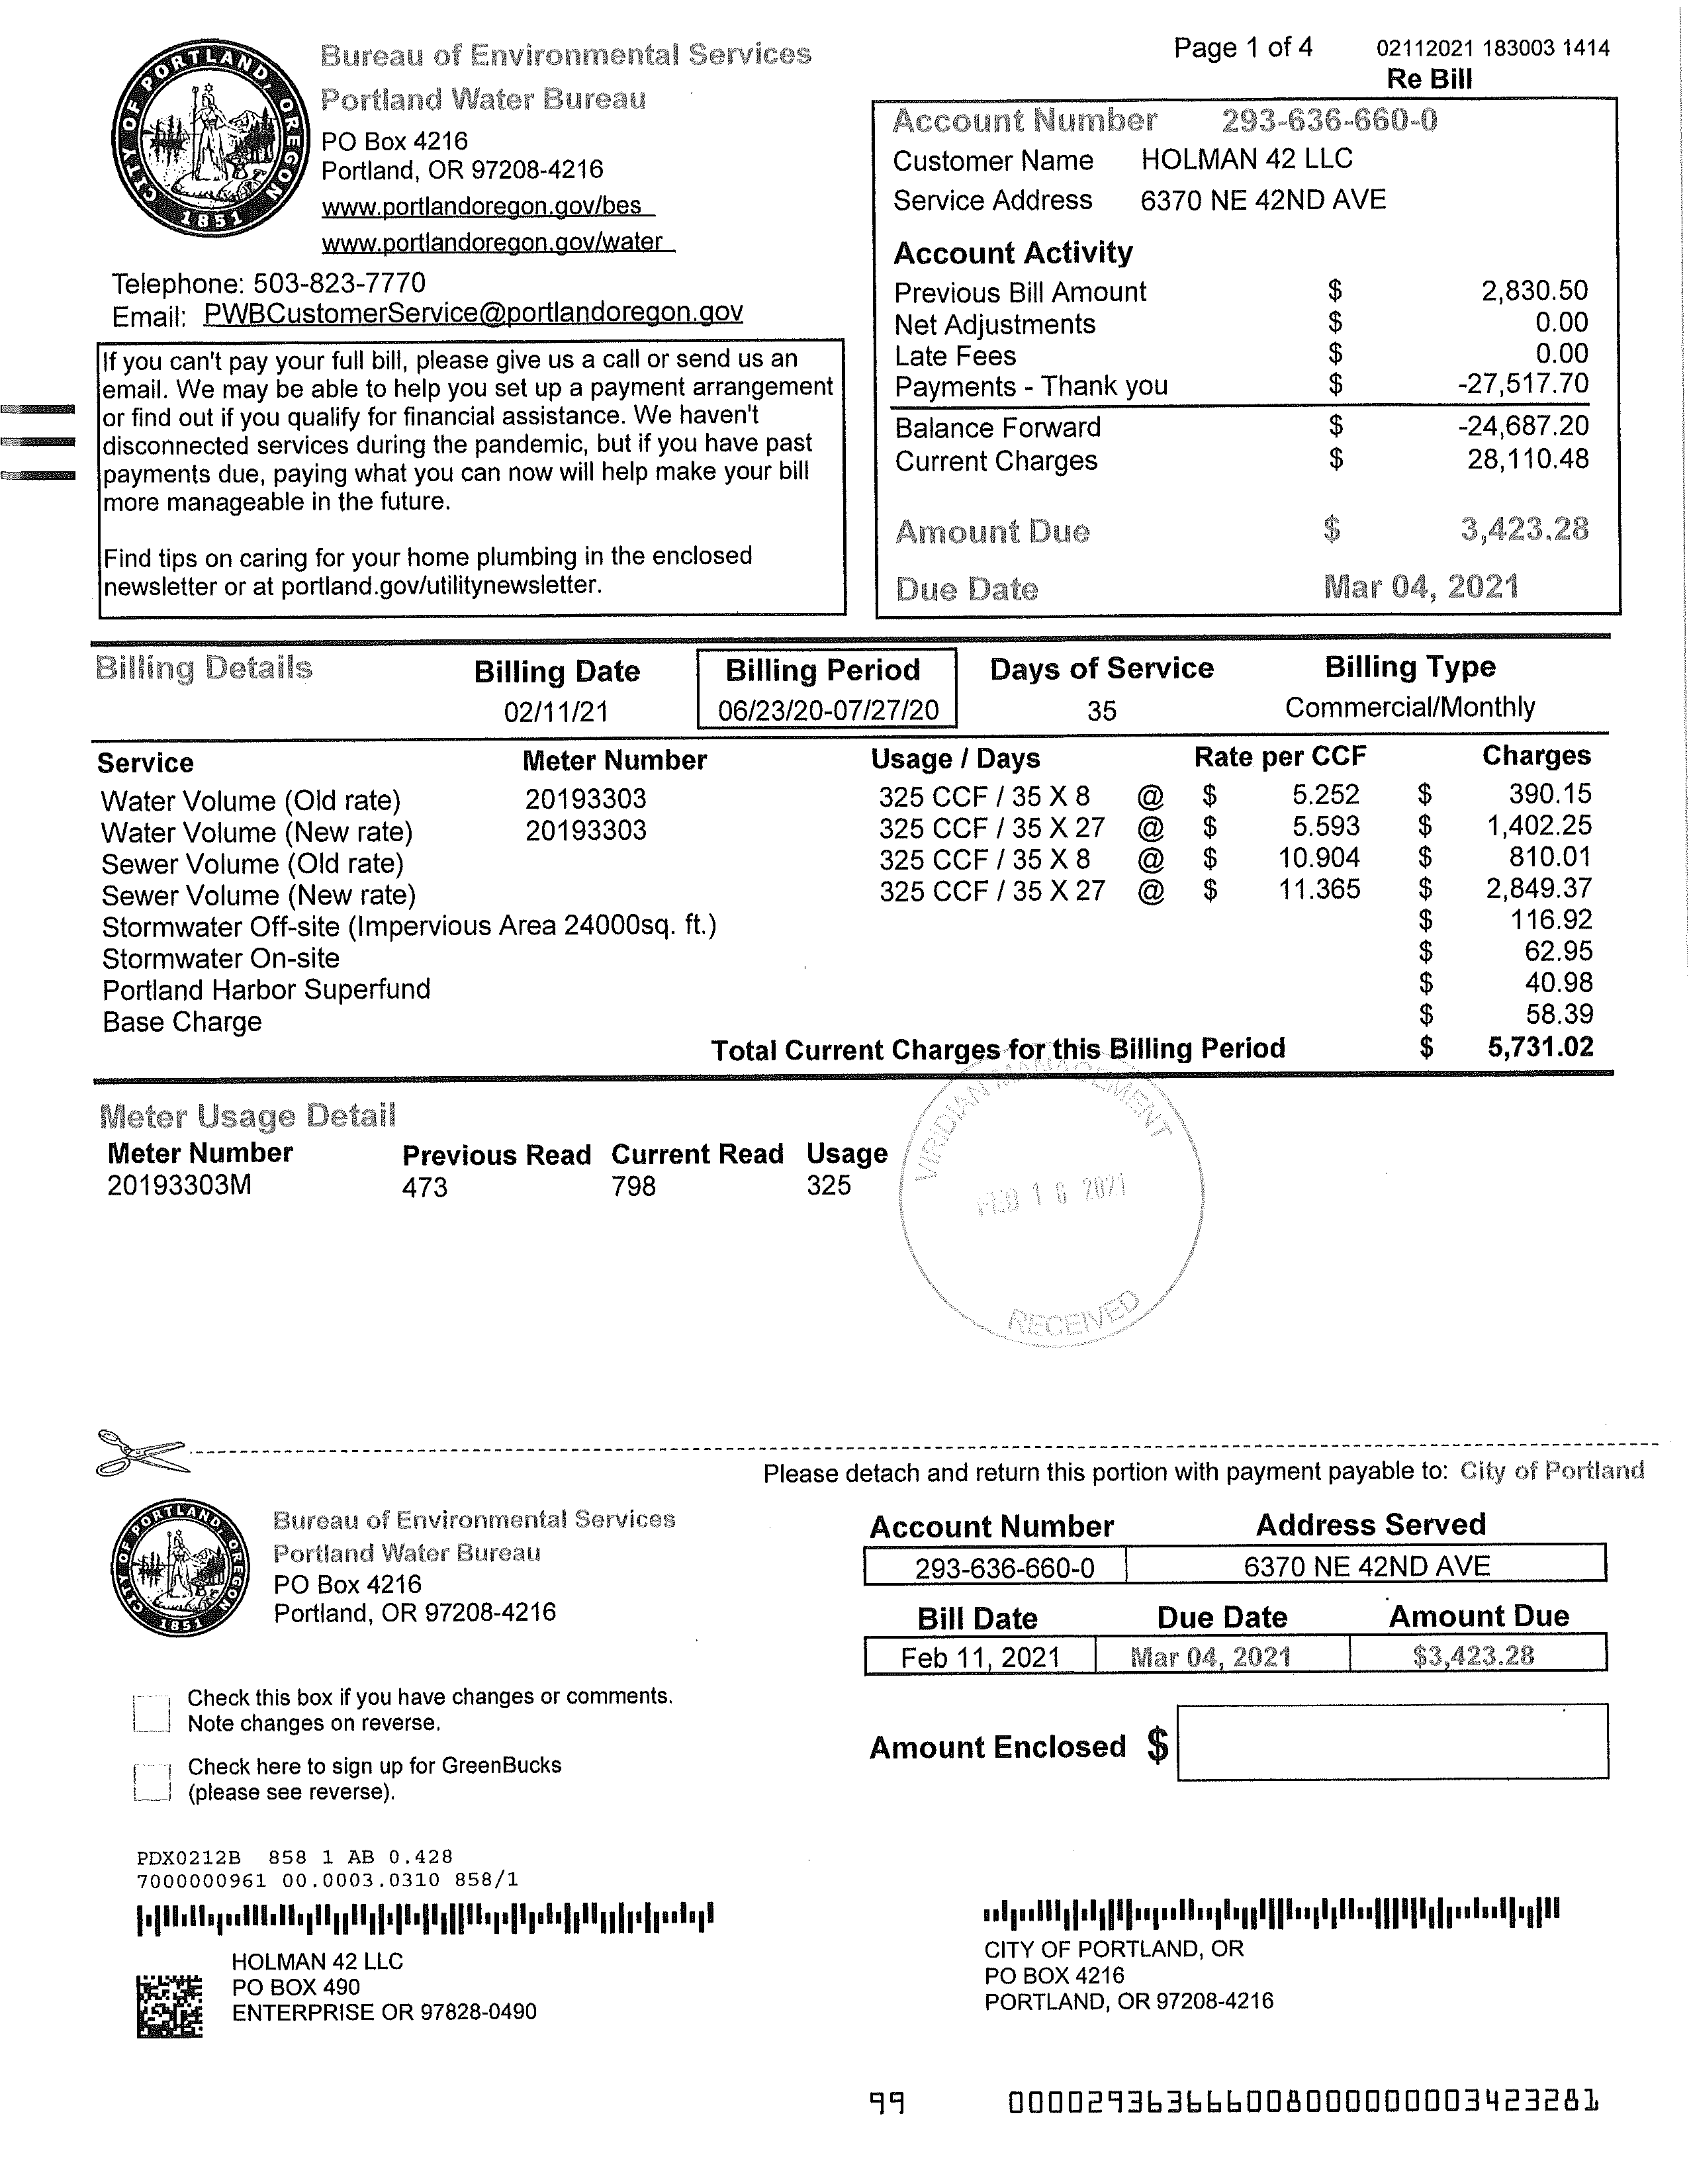 CITY OF PORTLAND, OREGON
1851
Bureau of Environmental Services
Portland Water Bureau
PO Box 4216
Portland, OR 97208-4216
www.portlandoregon.gov/bes
www.portlandoregon.gov/water
Telephone: 503-823-7770
Email: PWBCustomerService@portlandoregon.gov
If you can't pay your full bill, please give us a call or send us an
email. We may be able to help you set up a payment arrangement
or find out if you qualify for financial assistance. We haven't
disconnected services during the pandemic, but if you have past
payments due, paying what you can now will help make your bill
more manageable in the future.
Find tips on caring for your home plumbing in the enclosed
newsletter or at portland.gov/utilitynewsletter.
Page 1 of 4 02112021 183003 1414
Re Bill
Account Number 293-636-660-0
Customer Name HOLMAN 42 LLC
Service Address 6370 NE 42ND AVE
Account Activity
Previous Bill Amount $ 2,830.50
Net Adjustments $ 0.00
Late Fees $ 0.00
Payments - Thank you $ -27,517.70
Balance Forward $ -24,687.20
Current Charges $ 28,110.48
Amount Due $ 3,423.28
Due Date Mar 04, 2021
Billing Details Billing Date Billing Period Days of Service Billing Type
02/11/21 06/23/20-07/27/20 35 Commercial/Monthly
Service Meter Number Usage / Days Rate per CCF Charges
Water Volume (Old rate) 20193303 325 CCF / 35 X 8 @ $ 5.252 $ 390.15
Water Volume (New rate) 20193303 325 CCF / 35 X 27 @ $ 5.593 $ 1,402.25
Sewer Volume (Old rate) 325 CCF / 35 X 8 @ $ 10.904 $ 810.01
Sewer Volume (New rate) 325 CCF / 35 X 27 @ $ 11.365 $ 2,849.37
Stormwater Off-site (Impervious Area 24000sq. ft.) $ 116.92
Stormwater On-site $ 62.95
Portland Harbor Superfund $ 40.98
Base Charge $ 58.39
Total Current Charges for this Billing Period $ 5,731.02
Meter Usage Detail
Meter Number Previous Read Current Read Usage
20193303M 473 798 325
VIRIDIAN MANAGEMENT
FEB 16 2021
RECEIVED
Please detach and return this portion with payment payable to: City of Portland
CITY OF PORTLAND, OREGON
1851
Bureau of Environmental Services
Portland Water Bureau
PO Box 4216
Portland, OR 97208-4216
Account Number Address Served
293-636-660-0 6370 NE 42ND AVE
Bill Date Due Date Amount Due
Feb 11, 2021 Mar 04, 2021 $3,423.28
Amount Enclosed $
Check this box if you have changes or comments.
Note changes on reverse.
Check here to sign up for GreenBucks
(please see reverse).
PDX0212B 858 1 AB 0.428
7000000961 00.0003.0310 858/1
HOLMAN 42 LLC
PO BOX 490
ENTERPRISE OR 97828-0490
CITY OF PORTLAND, OR
PO BOX 4216
PORTLAND, OR 97208-4216
99 0000293636660080000000003423281